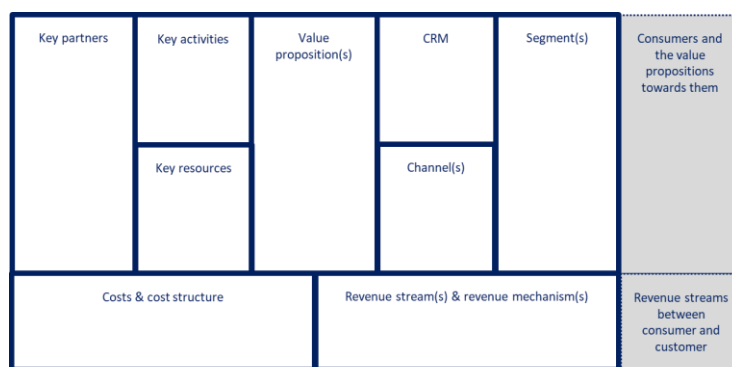 Key partners
Key activities
Value
proposition(s)
CRM
Segment(s)
Consumers and
the value
propositions
towards them
Key resources
Channel(s)
Costs & cost structure
Revenue stream(s) & revenue mechanism(s)
Revenue streams
between
consumer and
customer